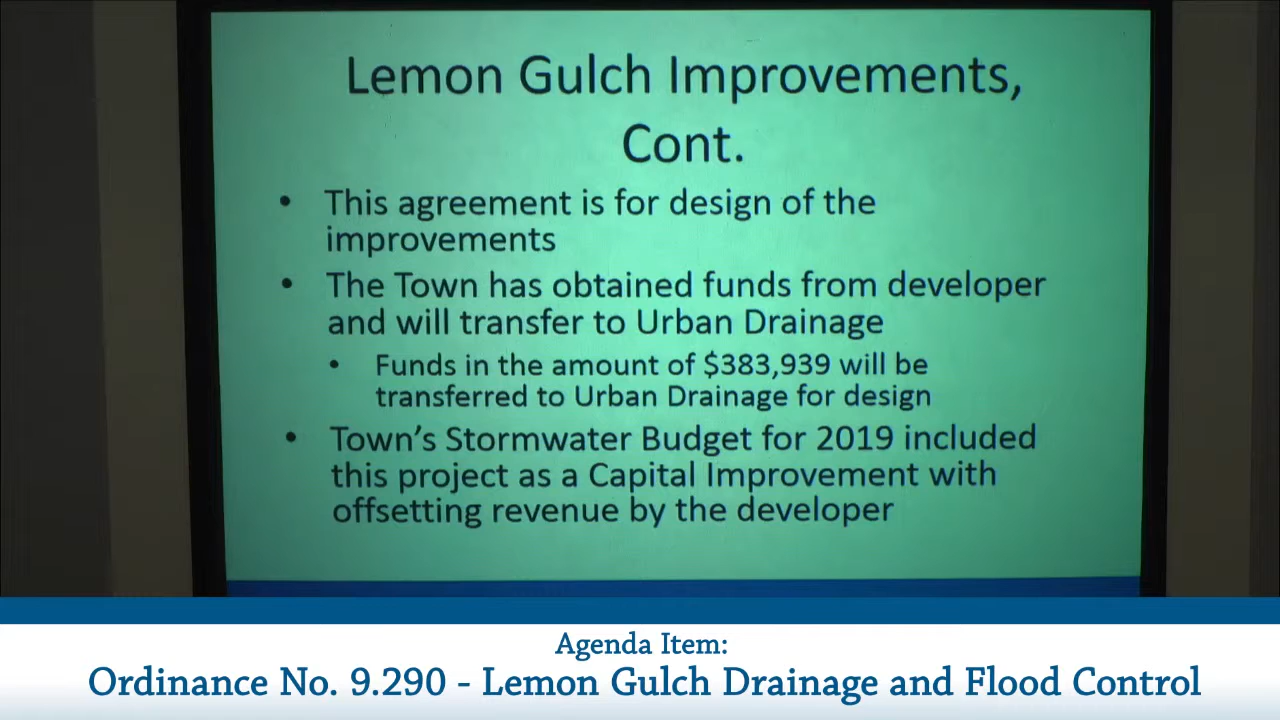 Lemon Gulch Improvements,
Cont.
• This agreement is for design of the
improvements
• The Town has obtained funds from developer
and will transfer to Urban Drainage
• Funds in the amount of $383,939 will be
transferred to Urban Drainage for design
• Town's Stormwater Budget for 2019 included
this project as a Capital Improvement with
offsetting revenue by the developer
Agenda Item:
Ordinance No. 9.290 - Lemon Gulch Drainage and Flood Control